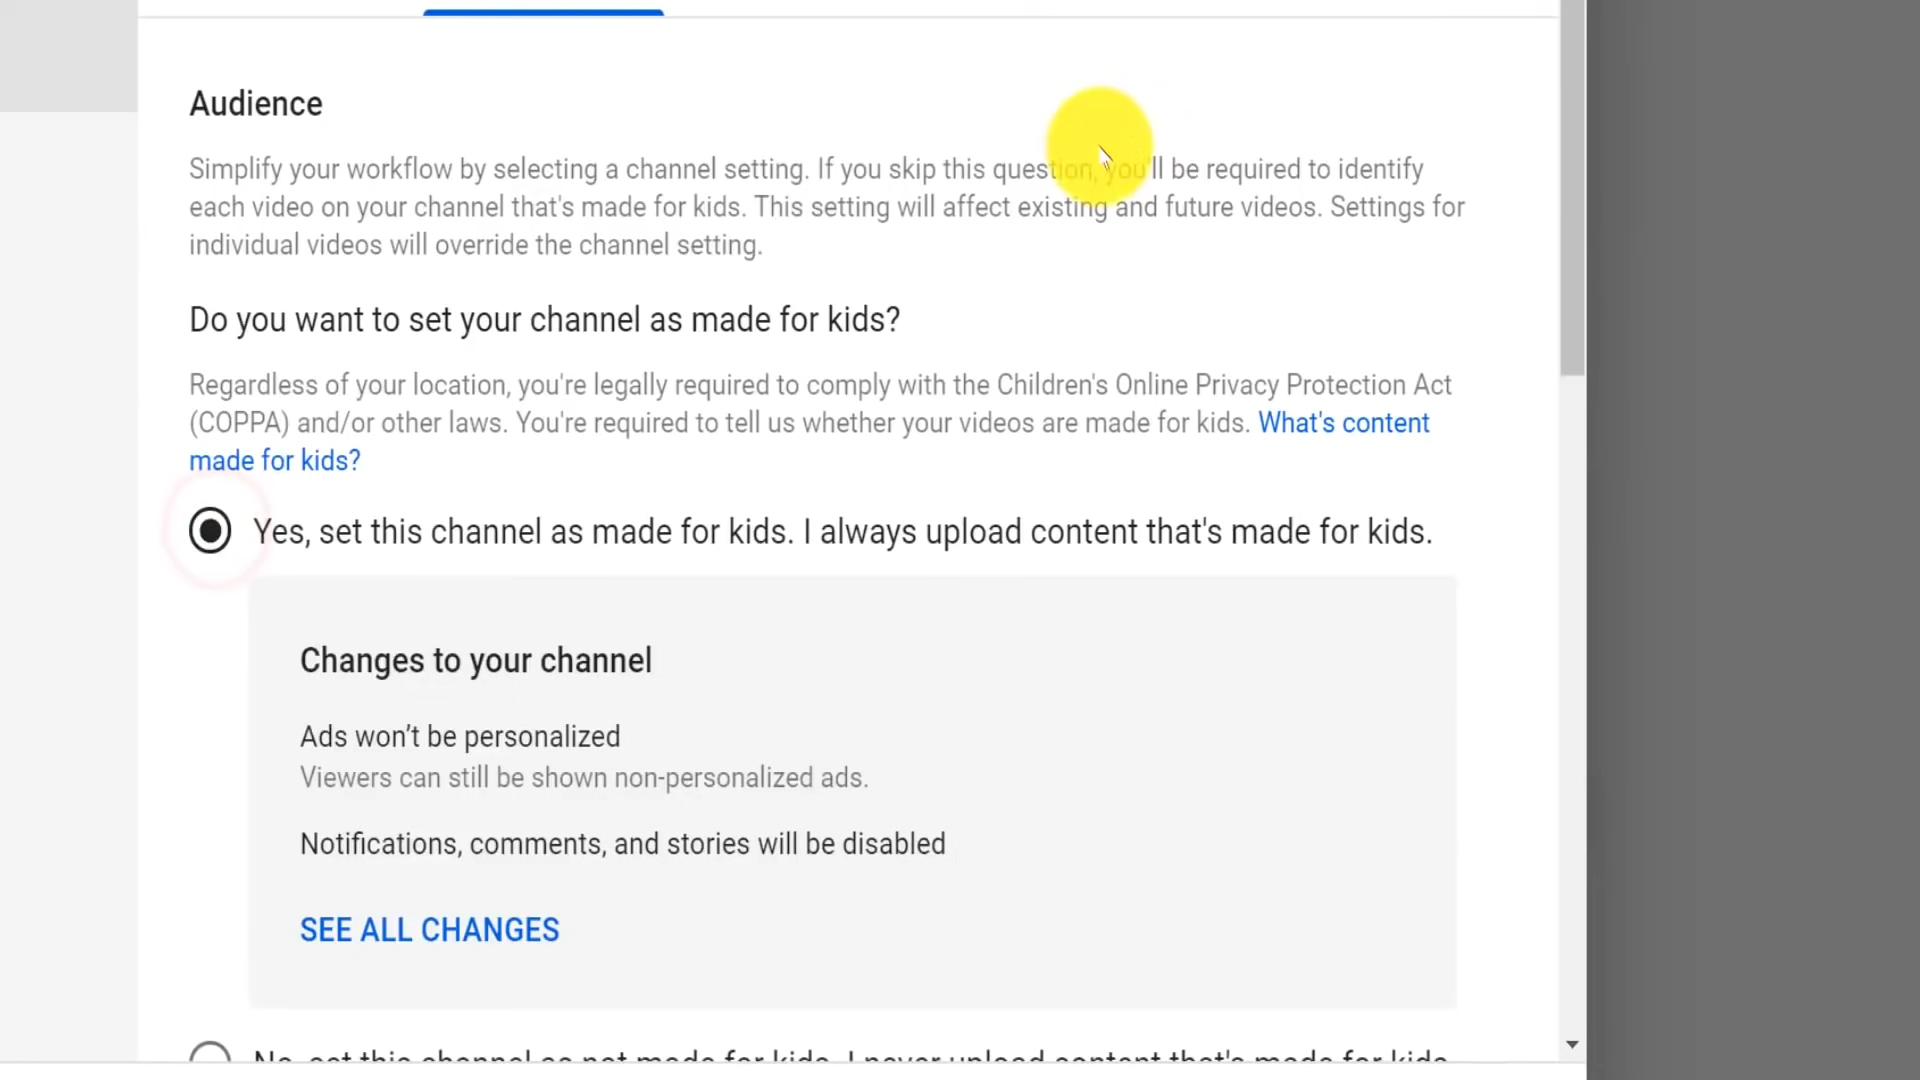 Audience
Simplify your workflow by selecting a channel setting. If you skip this question, you'll be required to identify
each video on your channel that's made for kids. This setting will affect existing and future videos. Settings for
individual videos will override the channel setting.
Do you want to set your channel as made for kids?
Regardless of your location, you're legally required to comply with the Children's Online Privacy Protection Act
(COPPA) and/or other laws. You're required to tell us whether your videos are made for kids. What's content
made for kids?
Yes, set this channel as made for kids. I always upload content that's made for kids.
Changes to your channel
Ads won’t be personalized
Viewers can still be shown non-personalized ads.
Notifications, comments, and stories will be disabled
SEE ALL CHANGES
No, set this channel as not made for kids. I never upload content that's made for kids.